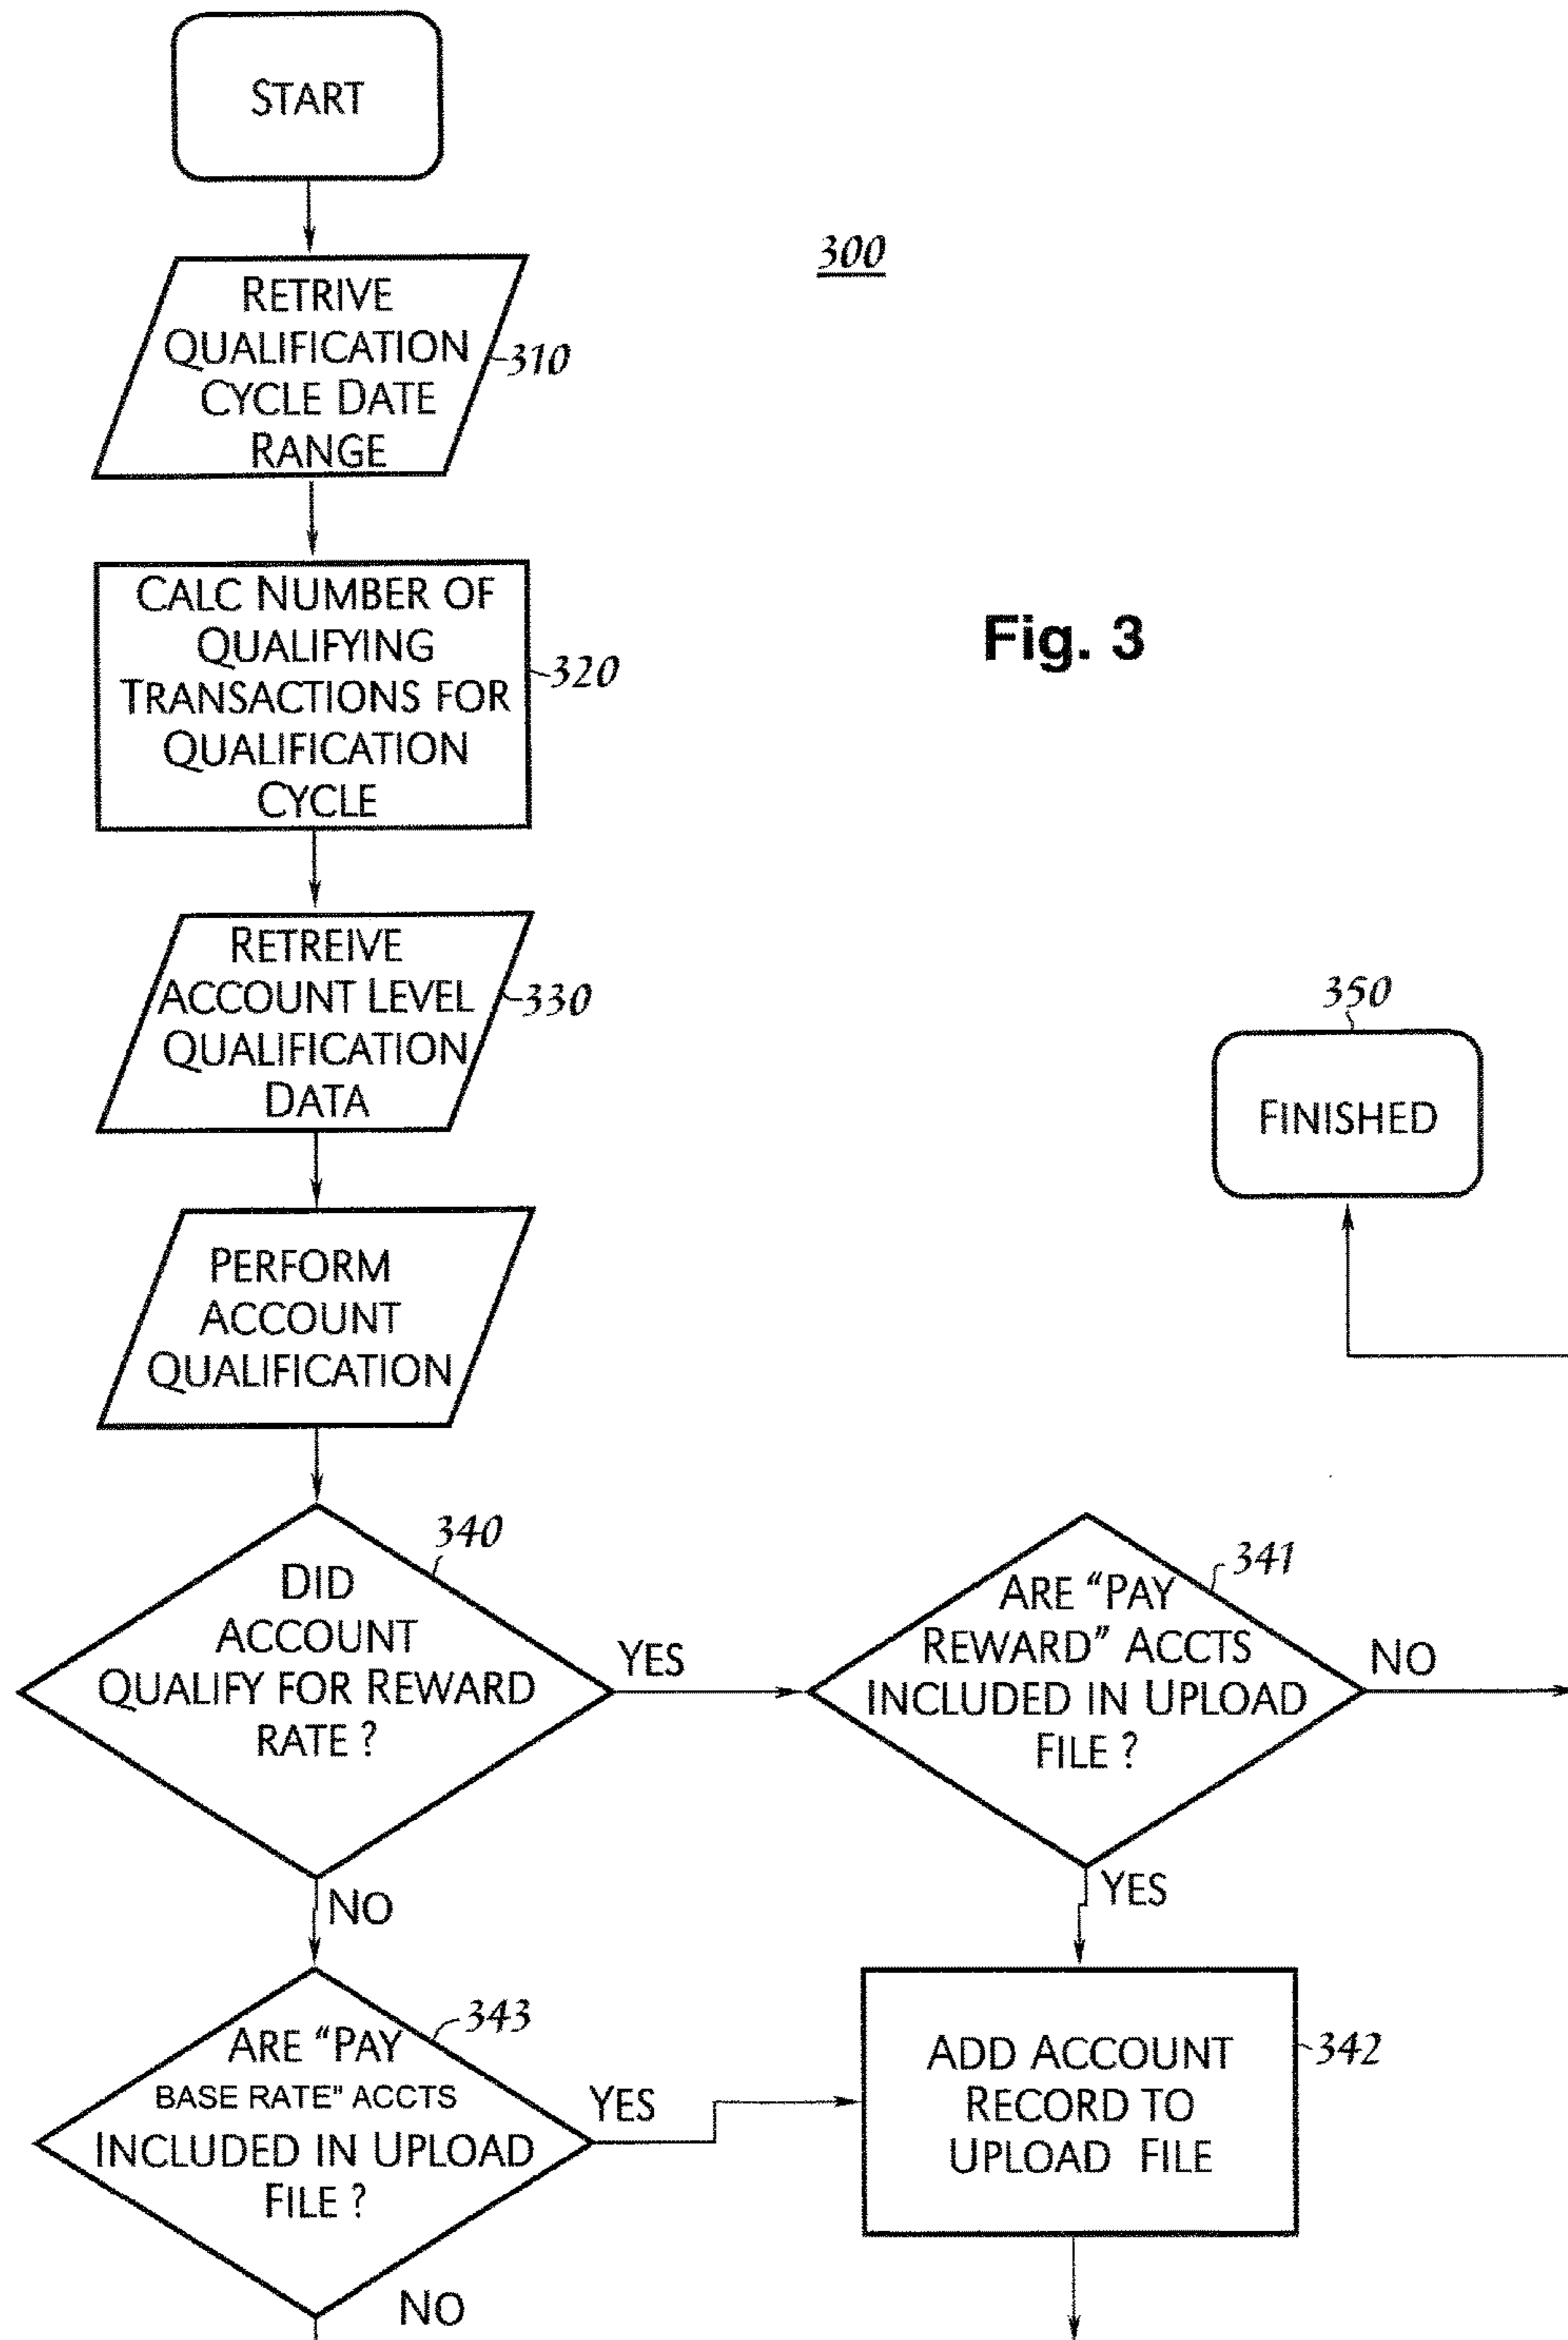 START
300
RETRIVE
QUALIFICATION
CYCLE DATE
RANGE
310
CALC NUMBER OF
QUALIFYING
TRANSACTIONS FOR
QUALIFICATION
CYCLE
320
Fig. 3
RETREIVE
ACCOUNT LEVEL
QUALIFICATION
DATA
330
350
FINISHED
PERFORM
ACCOUNT
QUALIFICATION
340
DID
ACCOUNT
QUALIFY FOR REWARD
RATE ?
YES
341
ARE “PAY
REWARD” ACCTS
INCLUDED IN UPLOAD
FILE ?
NO
NO
YES
343
ARE “PAY
BASE RATE” ACCTS
INCLUDED IN UPLOAD
FILE ?
YES
NO
342
ADD ACCOUNT
RECORD TO
UPLOAD FILE